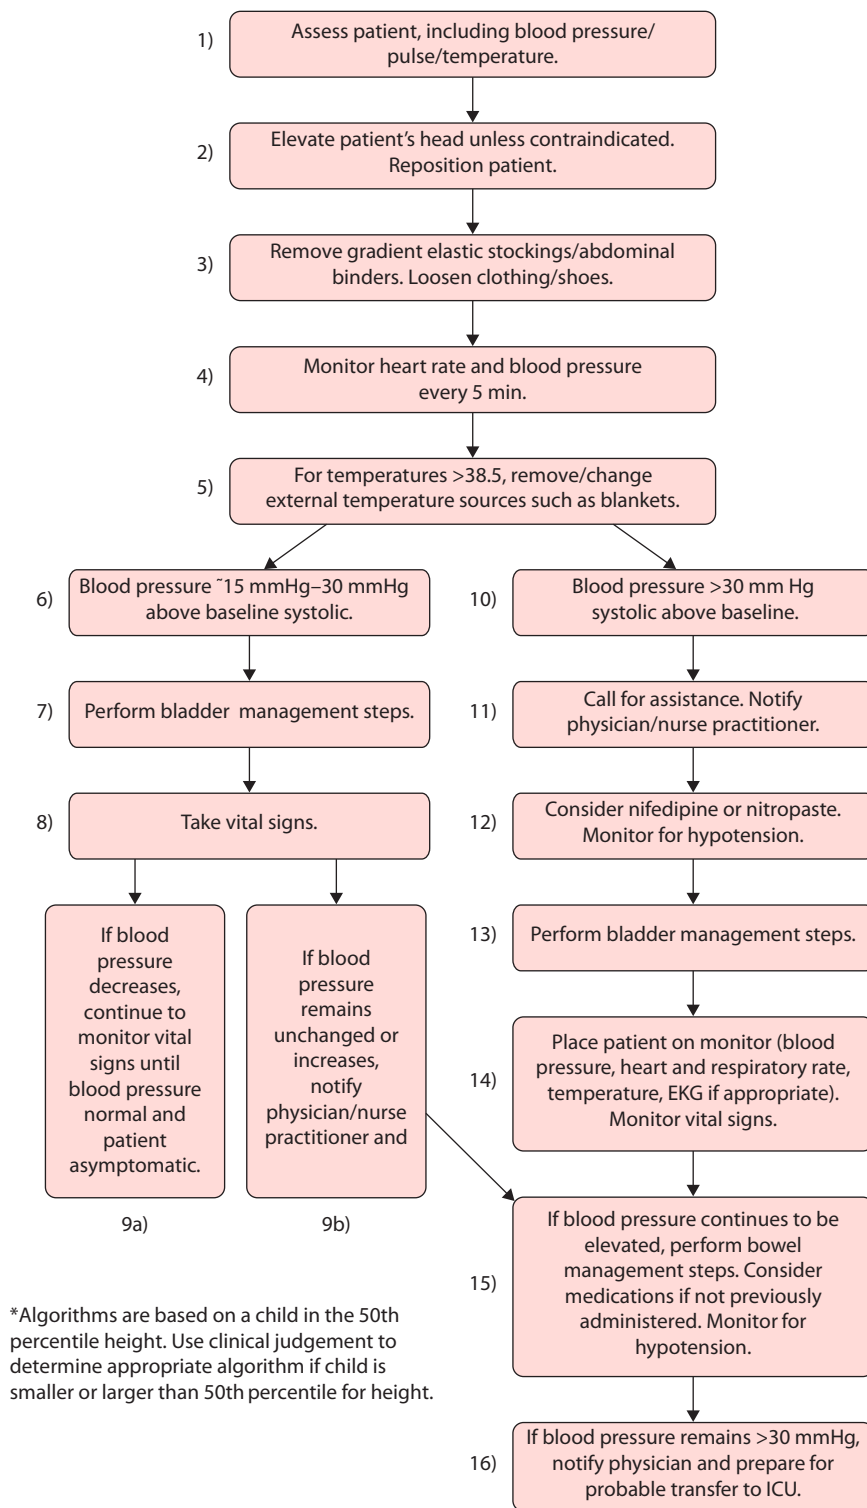 1)
Assess patient, including blood pressure/
pulse/temperature.
2)
Elevate patient’s head unless contraindicated.
Reposition patient.
3)
Remove gradient elastic stockings/abdominal
binders. Loosen clothing/shoes.
4)
Monitor heart rate and blood pressure
every 5 min.
5)
For temperatures >38.5, remove/change
external temperature sources such as blankets.
6)
Blood pressure ˜15 mmHg–30 mmHg
above baseline systolic.
7)
Perform bladder management steps.
8)
Take vital signs.
If blood
pressure
decreases,
continue to
monitor vital
signs until
blood pressure
normal and
patient
asymptomatic.
9a)
If blood
pressure
remains
unchanged or
increases,
notify
physician/nurse
practitioner and
9b)
10)
Blood pressure >30 mm Hg
systolic above baseline.
11)
Call for assistance. Notify
physician/nurse practitioner.
12)
Consider nifedipine or nitropaste.
Monitor for hypotension.
13)
Perform bladder management steps.
14)
Place patient on monitor (blood
pressure, heart and respiratory rate,
temperature, EKG if appropriate).
Monitor vital signs.
15)
If blood pressure continues to be
elevated, perform bowel
management steps. Consider
medications if not previously
administered. Monitor for
hypotension.
16)
If blood pressure remains >30 mmHg,
notify physician and prepare for
probable transfer to ICU.
*Algorithms are based on a child in the 50th
percentile height. Use clinical judgement to
determine appropriate algorithm if child is
smaller or larger than 50th percentile for height.